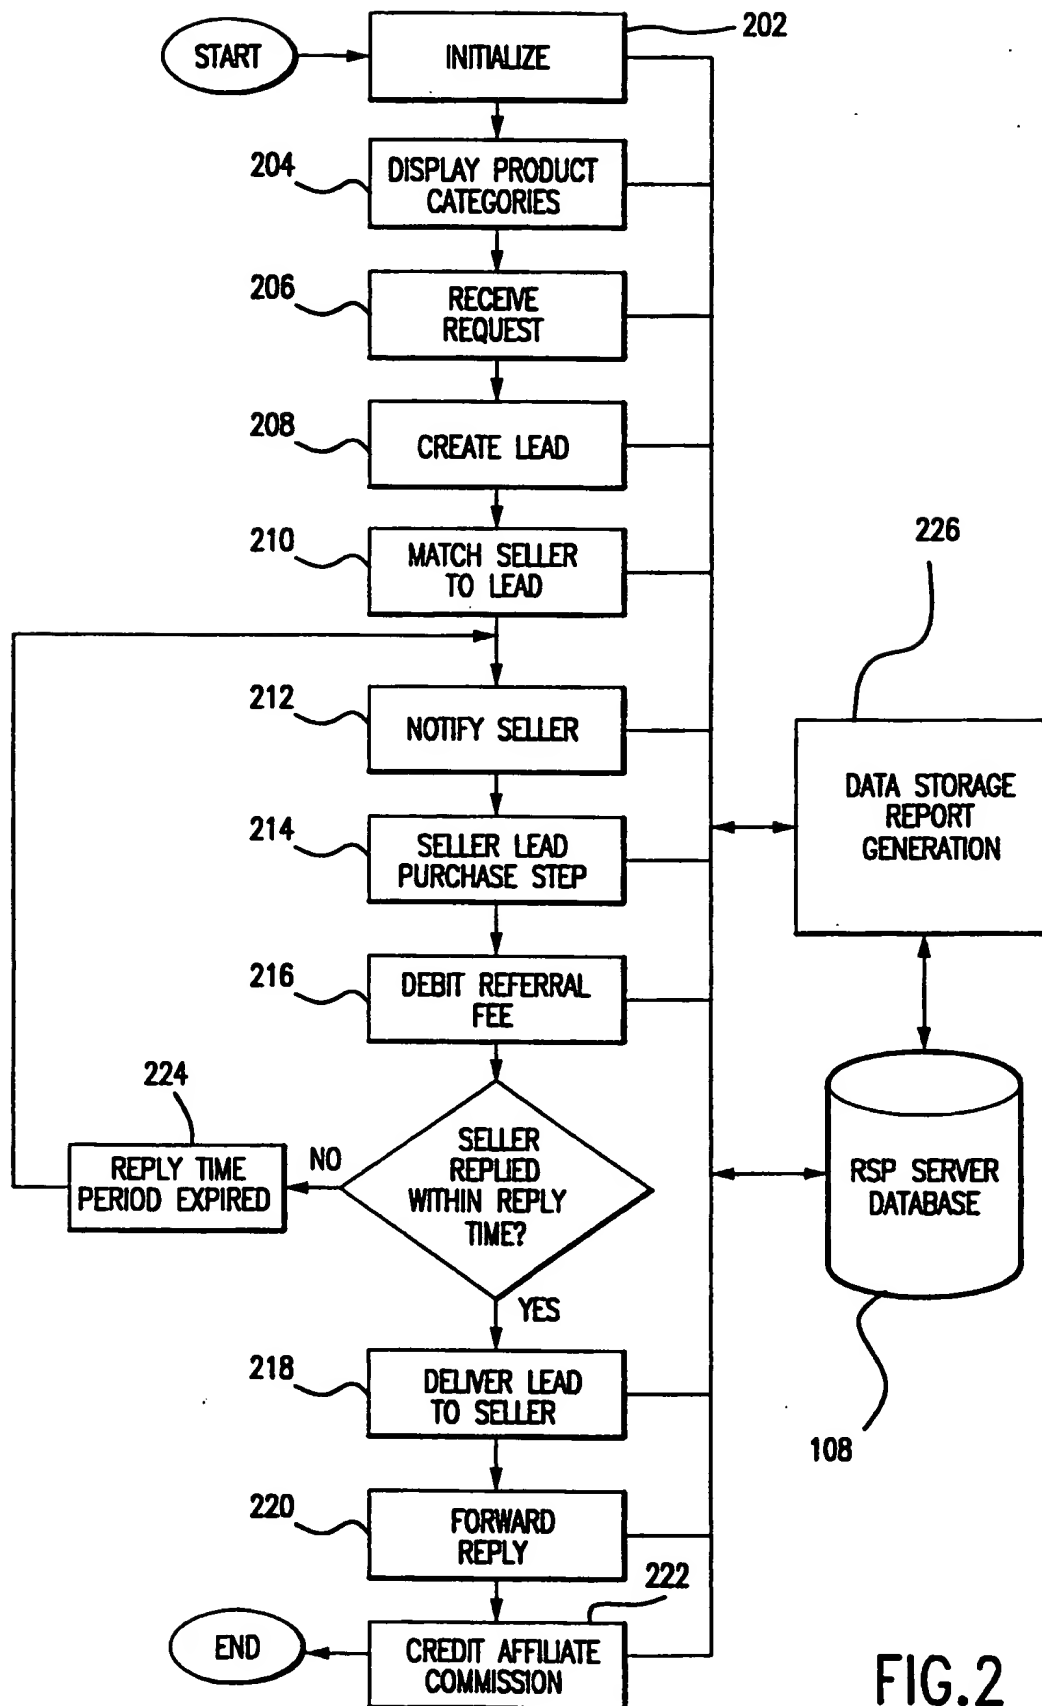 202
START
INITIALIZE
204
DISPLAY PRODUCT
CATEGORIES
206
RECEIVE
REQUEST
208
CREATE LEAD
210
MATCH SELLER
TO LEAD
226
212
NOTIFY SELLER
DATA STORAGE
REPORT
GENERATION
214
SELLER LEAD
PURCHASE STEP
216
DEBIT REFERRAL
FEE
224
REPLY TIME
PERIOD EXPIRED
NO
SELLER
REPLIED
WITHIN REPLY
TIME?
RSP SERVER
DATABASE
YES
218
DELIVER LEAD
TO SELLER
108
220
FORWARD
REPLY
222
END
CREDIT AFFILIATE
COMMISSION
FIG.2